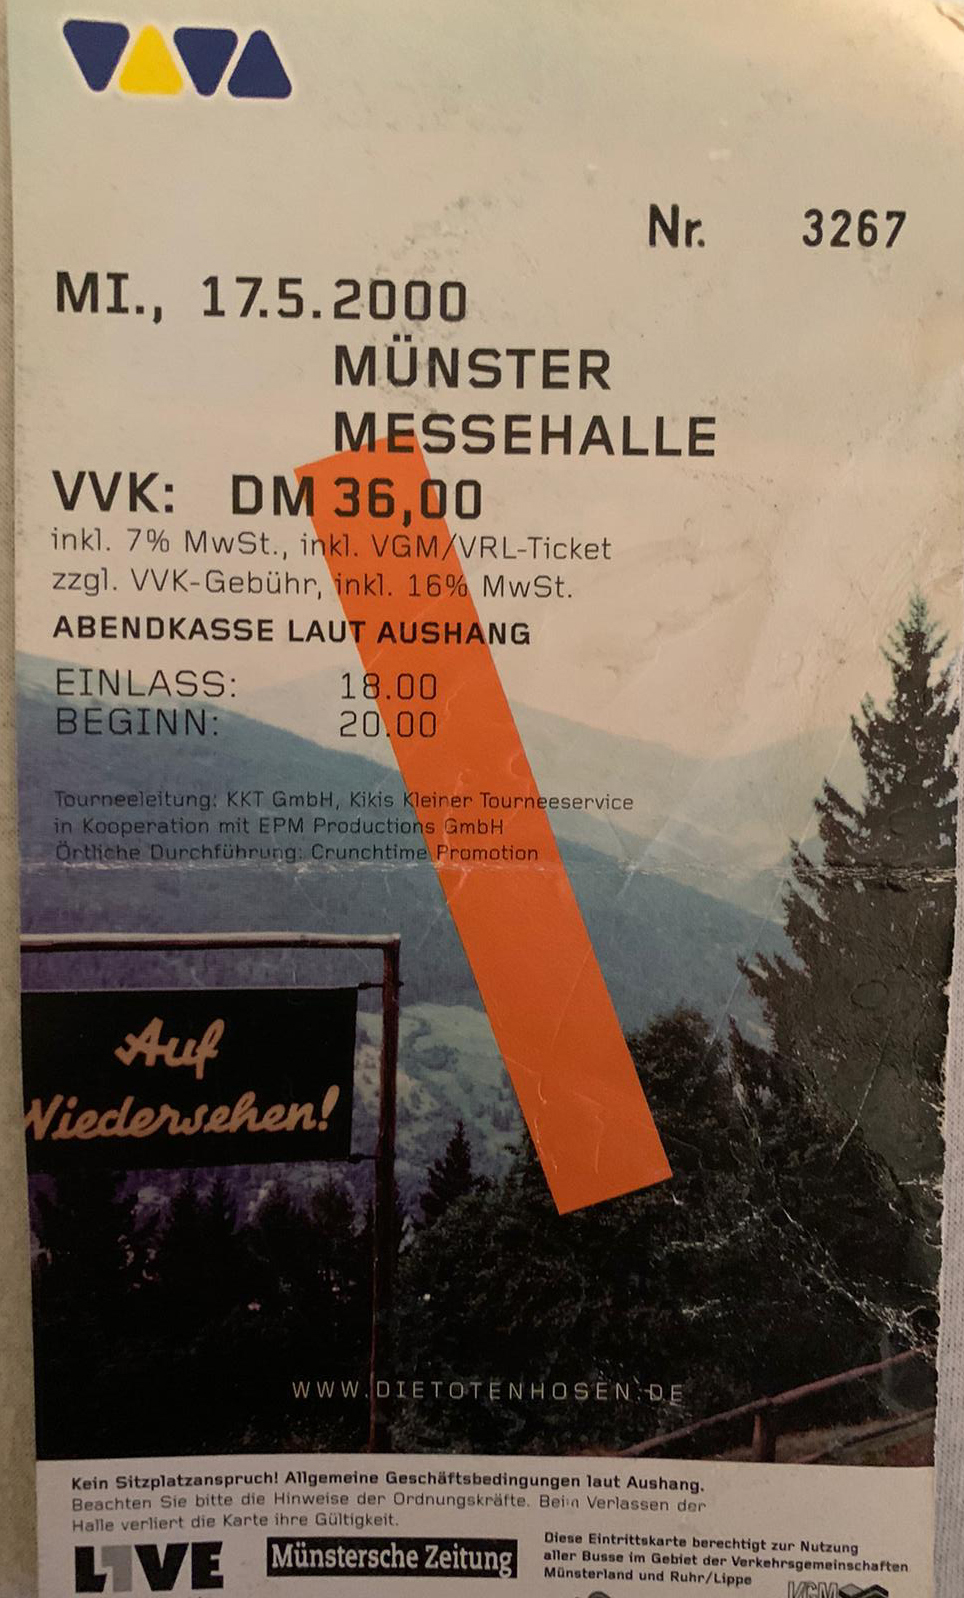 VIVA
Nr. 3267
MI., 17.5.2000
MÜNSTER
MESSEHALLE
VVK: DM 36,00
inkl. 7% MwSt., inkl. VGM/VRL-Ticket
zzgl. VVK-Gebühr, inkl. 16% MwSt.
ABENDKASSE LAUT AUSHANG
EINLASS: 18.00
BEGINN: 20.00
Tourneeleitung: KKT GmbH, Kikis Kleiner Tourneeservice
in Kooperation mit EPM Productions GmbH
Örtliche Durchführung: Crunchtime Promotion
Auf
Wiedersehen!
WWW.DIETOTENHOSEN.DE
Kein Sitzplatzanspruch! Allgemeine Geschäftsbedingungen laut Aushang.
Beachten Sie bitte die Hinweise der Ordnungskräfte. Beim Verlassen der
Halle verliert die Karte ihre Gültigkeit.
L1VE
Münstersche Zeitung
Diese Eintrittskarte berechtigt zur Nutzung
aller Busse im Gebiet der Verkehrsgemeinschaften
Münsterland und Ruhr/Lippe